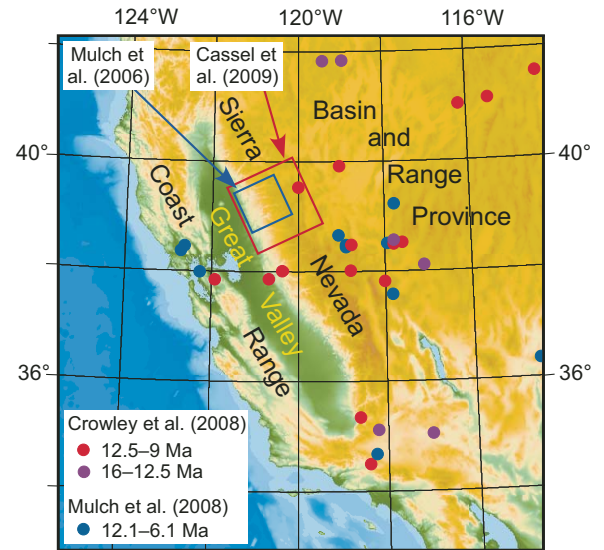 124°W
120°W
116°W
Mulch et
al. (2006)
Cassel et
al. (2009)
Sierra
Basin
and
Range
Province
40°
40°
Coast
Great
Valley
Nevada
Range
36°
36°
Crowley et al. (2008)
12.5–9 Ma
16–12.5 Ma
Mulch et al. (2008)
12.1–6.1 Ma